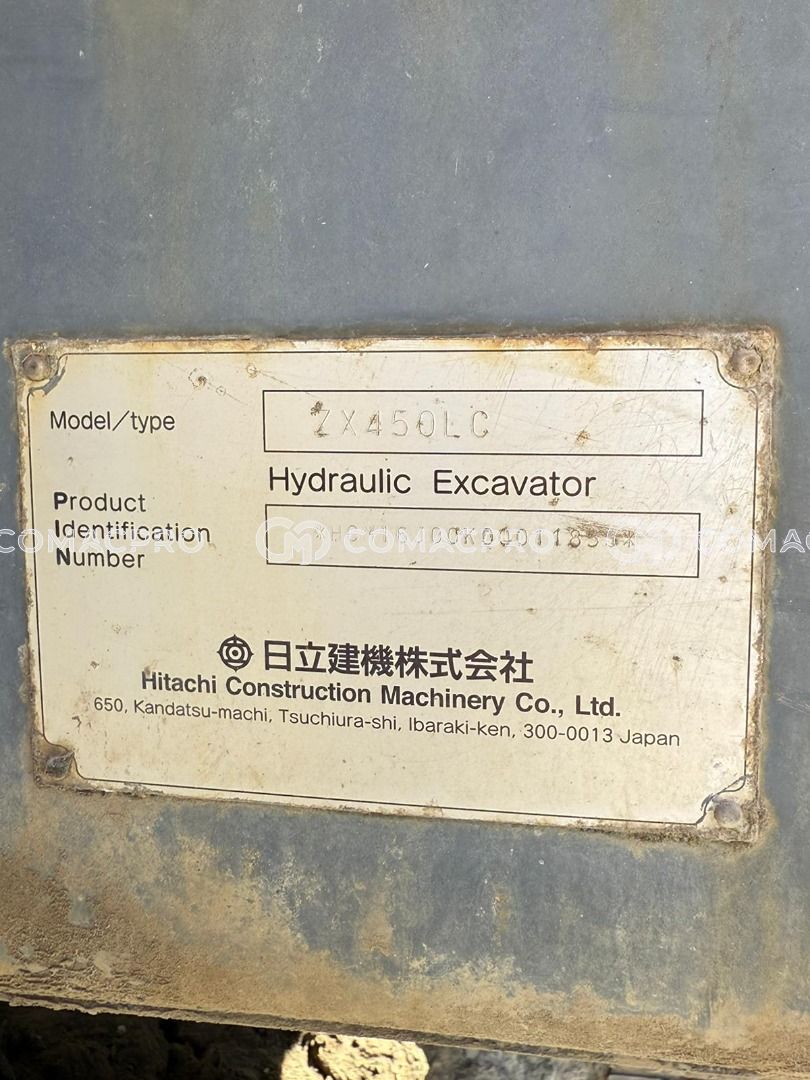 Model/type
ZX450LC
Hydraulic Excavator
Product
Identification
Number
COMACPRO
日立建機株式会社
Hitachi Construction Machinery Co., Ltd.
650, Kandatsu-machi, Tsuchiura-shi, Ibaraki-ken, 300-0013 Japan